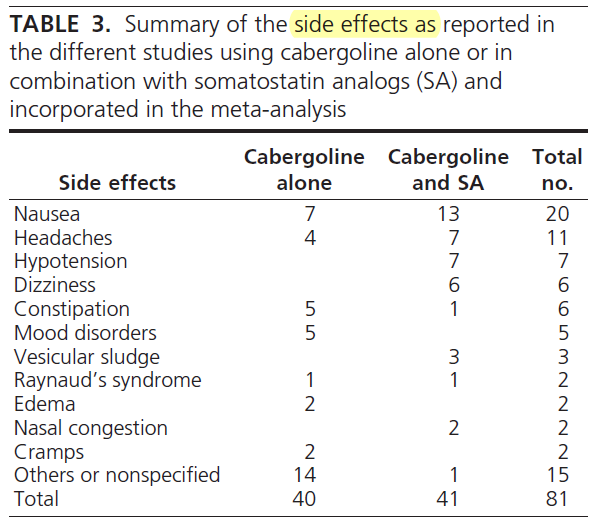 TABLE 3. Summary of the side effects as reported in
the different studies using cabergoline alone or in
combination with somatostatin analogs (SA) and
incorporated in the meta-analysis
Side effects Cabergoline alone Cabergoline and SA Total no.
Nausea 7 13 20
Headaches 4 7 11
Hypotension 7 7
Dizziness 6 6
Constipation 5 1 6
Mood disorders 5 5
Vesicular sludge 3 3
Raynaud's syndrome 1 1 2
Edema 2 2
Nasal congestion 2 2
Cramps 2 2
Others or nonspecified 14 1 15
Total 40 41 81